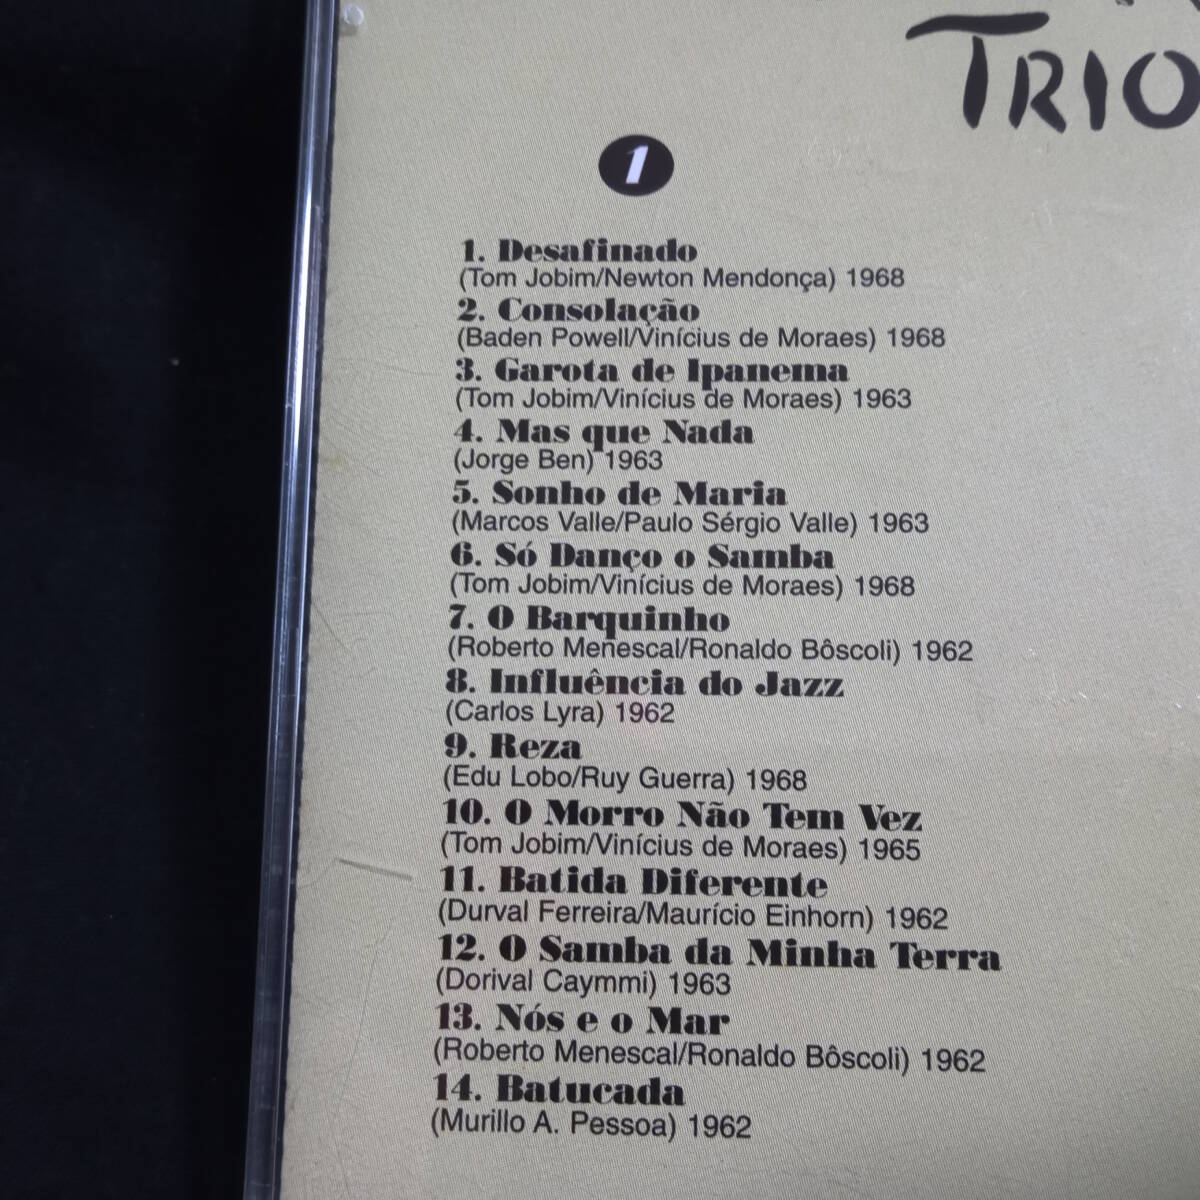 TRIO
1
1. Desafinado
(Tom Jobim/Newton Mendonça) 1968
2. Consolação
(Baden Powell/Vinícius de Moraes) 1968
3. Garota de Ipanema
(Tom Jobim/Vinícius de Moraes) 1963
4. Mas que Nada
(Jorge Ben) 1963
5. Sonho de Maria
(Marcos Valle/Paulo Sérgio Valle) 1963
6. Só Danço o Samba
(Tom Jobim/Vinícius de Moraes) 1968
7. O Barquinho
(Roberto Menescal/Ronaldo Bôscoli) 1962
8. Influência do Jazz
(Carlos Lyra) 1962
9. Reza
(Edu Lobo/Ruy Guerra) 1968
10. O Morro Não Tem Vez
(Tom Jobim/Vinícius de Moraes) 1965
11. Batida Diferente
(Durval Ferreira/Maurício Einhorn) 1962
12. O Samba da Minha Terra
(Dorival Caymmi) 1963
13. Nós e o Mar
(Roberto Menescal/Ronaldo Bôscoli) 1962
14. Batucada
(Murillo A. Pessoa) 1962